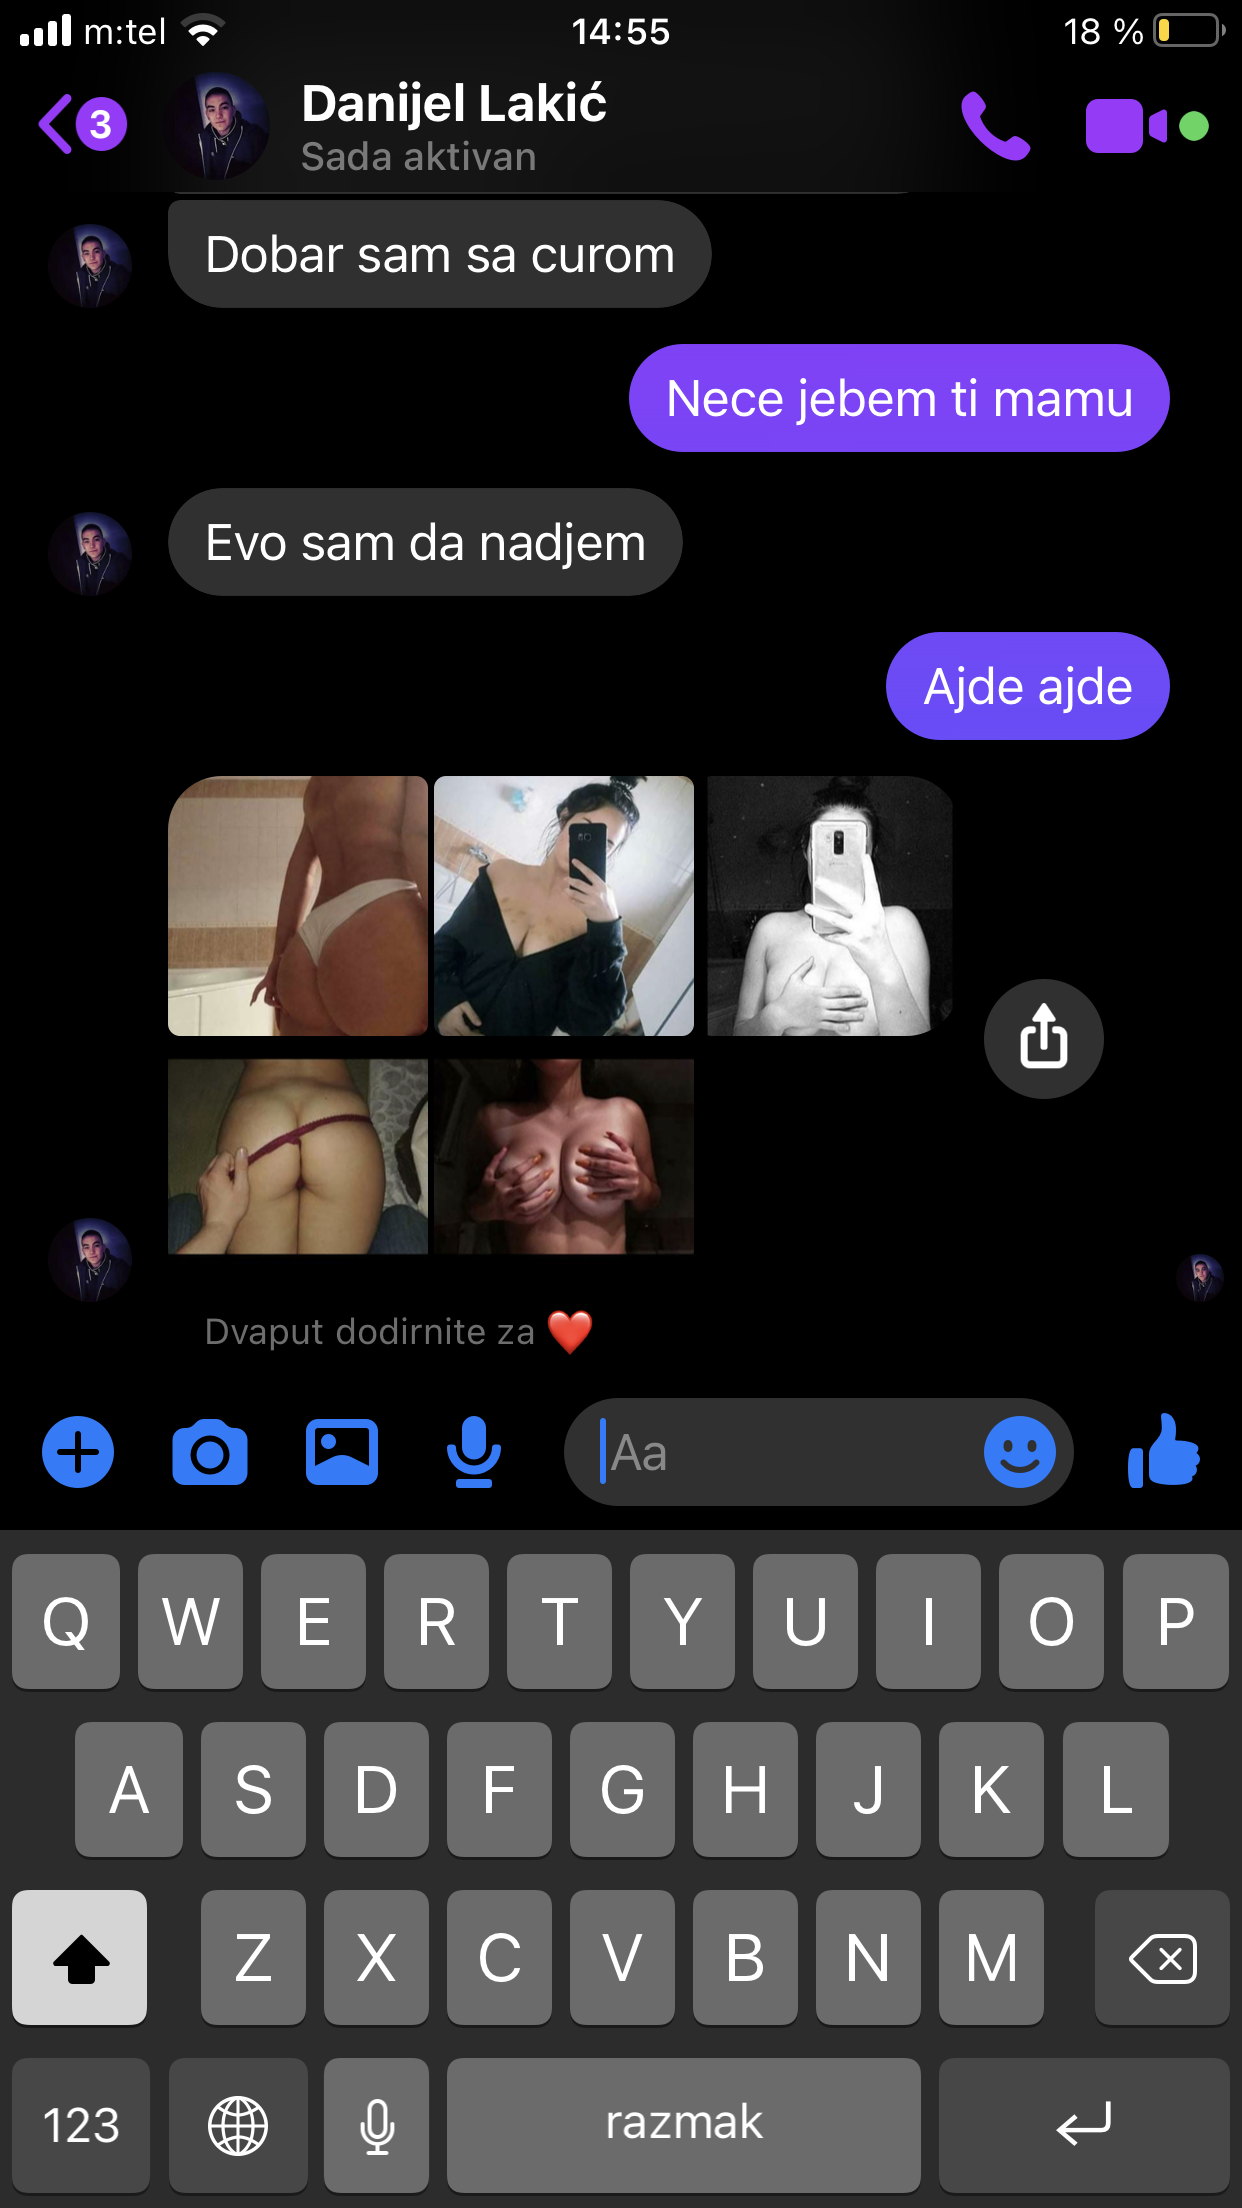 m:tel
14:55
18 %
3
Danijel Lakić
Sada aktivan
Dobar sam sa curom
Nece jebem ti mamu
Evo sam da nadjem
Ajde ajde
Dvaput dodirnite za ❤️
Aa
Q W E R T Y U I O P
A S D F G H J K L
Z X C V B N M
123
razmak